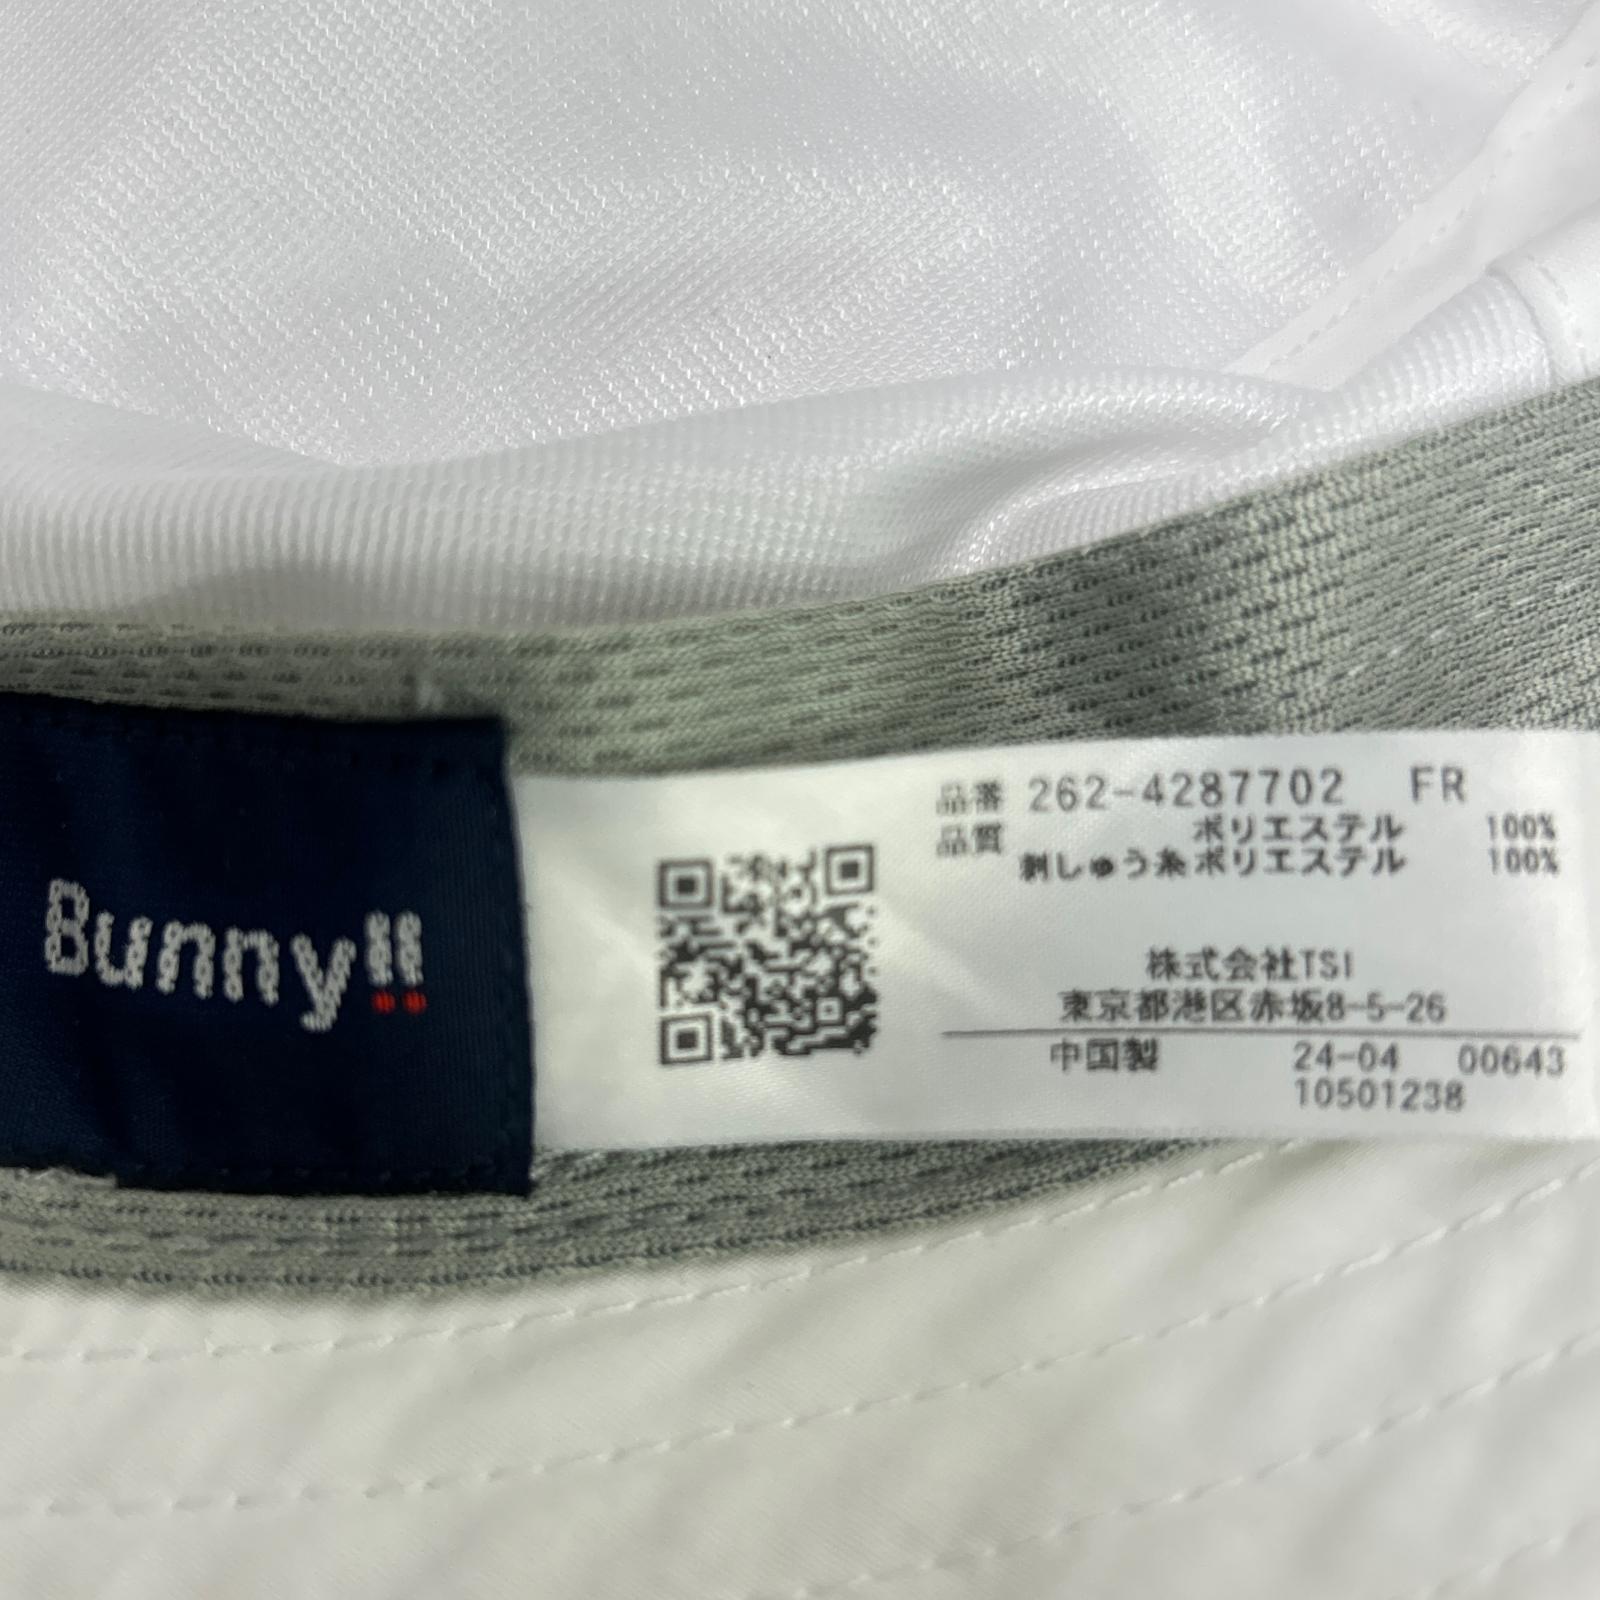 Bunny!!
品番 262-4287702 FR
品質 ポリエステル 100%
刺しゅう糸 ポリエステル 100%
株式会社TSI
東京都港区赤坂8-5-26
中国製 24-04 00643
10501238